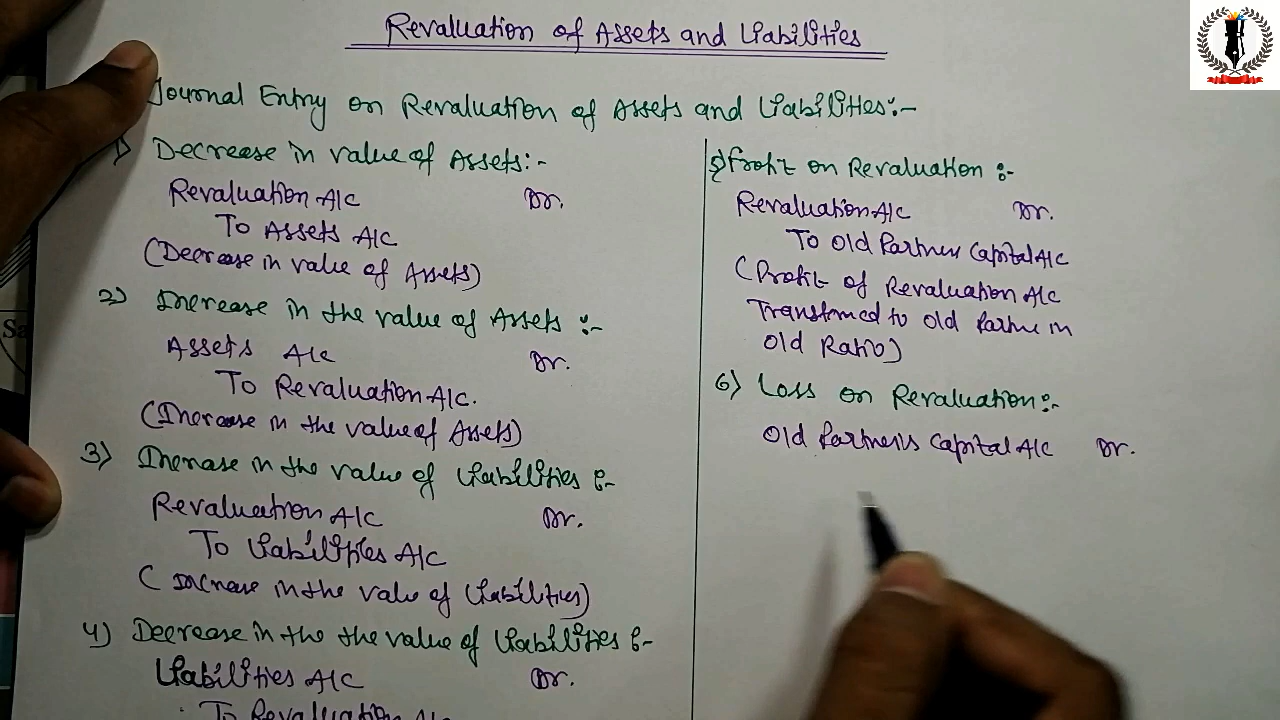 Revaluation of Assets and Liabilities
Journal Entry on Revaluation of Assets and Liabilities:-
1) Decrease in value of Assets:-
Revaluation A/c Dr.
To Assets A/c
(Decrease in value of Assets)
2) Increase in the value of Assets :-
Assets A/c Dr.
To Revaluation A/c.
(Increase in the value of Assets)
3) Increase in the value of Liabilities :-
Revaluation A/c Dr.
To Liabilities A/c
(Increase in the value of Liabilities)
4) Decrease in the the value of Liabilities :-
Liabilities A/c Dr.
To Revaluation A/c
5) Profit on Revaluation :-
Revaluation A/c Dr.
To Old Partners Capital A/c
(Profit of Revaluation A/c
to Old in
Old Ratio)
6) Loss on Revaluation:-
Old Partner's Capital A/c Dr.